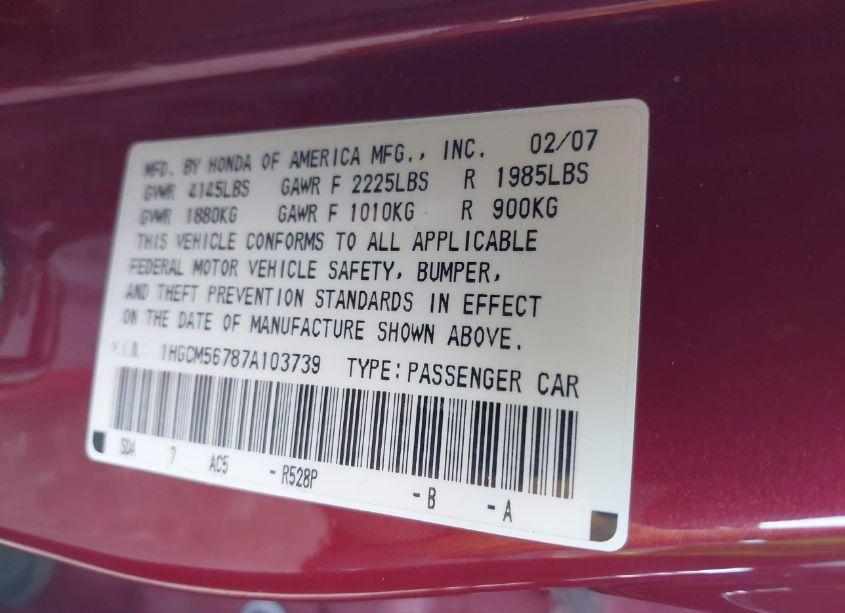 MFD. BY HONDA OF AMERICA MFG., INC. 02/07
GVWR 4145LBS GAWR F 2225LBS R 1985LBS
GVWR 1880KG GAWR F 1010KG R 900KG
THIS VEHICLE CONFORMS TO ALL APPLICABLE
FEDERAL MOTOR VEHICLE SAFETY, BUMPER,
AND THEFT PREVENTION STANDARDS IN EFFECT
ON THE DATE OF MANUFACTURE SHOWN ABOVE.
V.I.N.: 1HGCM56787A103739 TYPE: PASSENGER CAR
SDA 7 AC5 - R528P - B - A